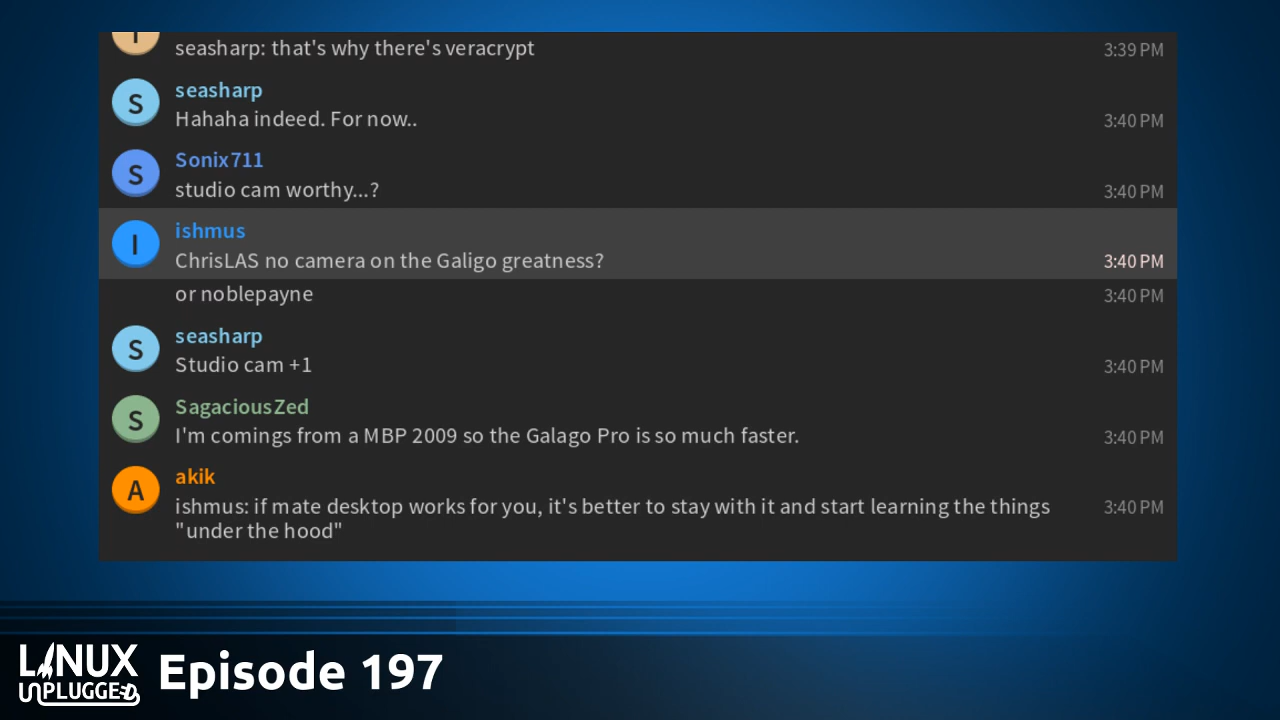 seasharp: that's why there's veracrypt
3:39 PM
S
seasharp
Hahaha indeed. For now..
3:40 PM
S
Sonix711
studio cam worthy...?
3:40 PM
I
ishmus
ChrisLAS no camera on the Galigo greatness?
3:40 PM
or noblepayne
3:40 PM
S
seasharp
Studio cam +1
3:40 PM
S
SagaciousZed
I'm comings from a MBP 2009 so the Galago Pro is so much faster.
3:40 PM
A
akik
ishmus: if mate desktop works for you, it's better to stay with it and start learning the things
3:40 PM
"under the hood"
LINUX
UNPLUGGED
Episode 197